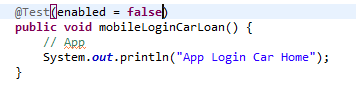 @Test(enabled = false)
public void mobileLoginCarLoan() {
// App
System.out.println("App Login Car Home");
}